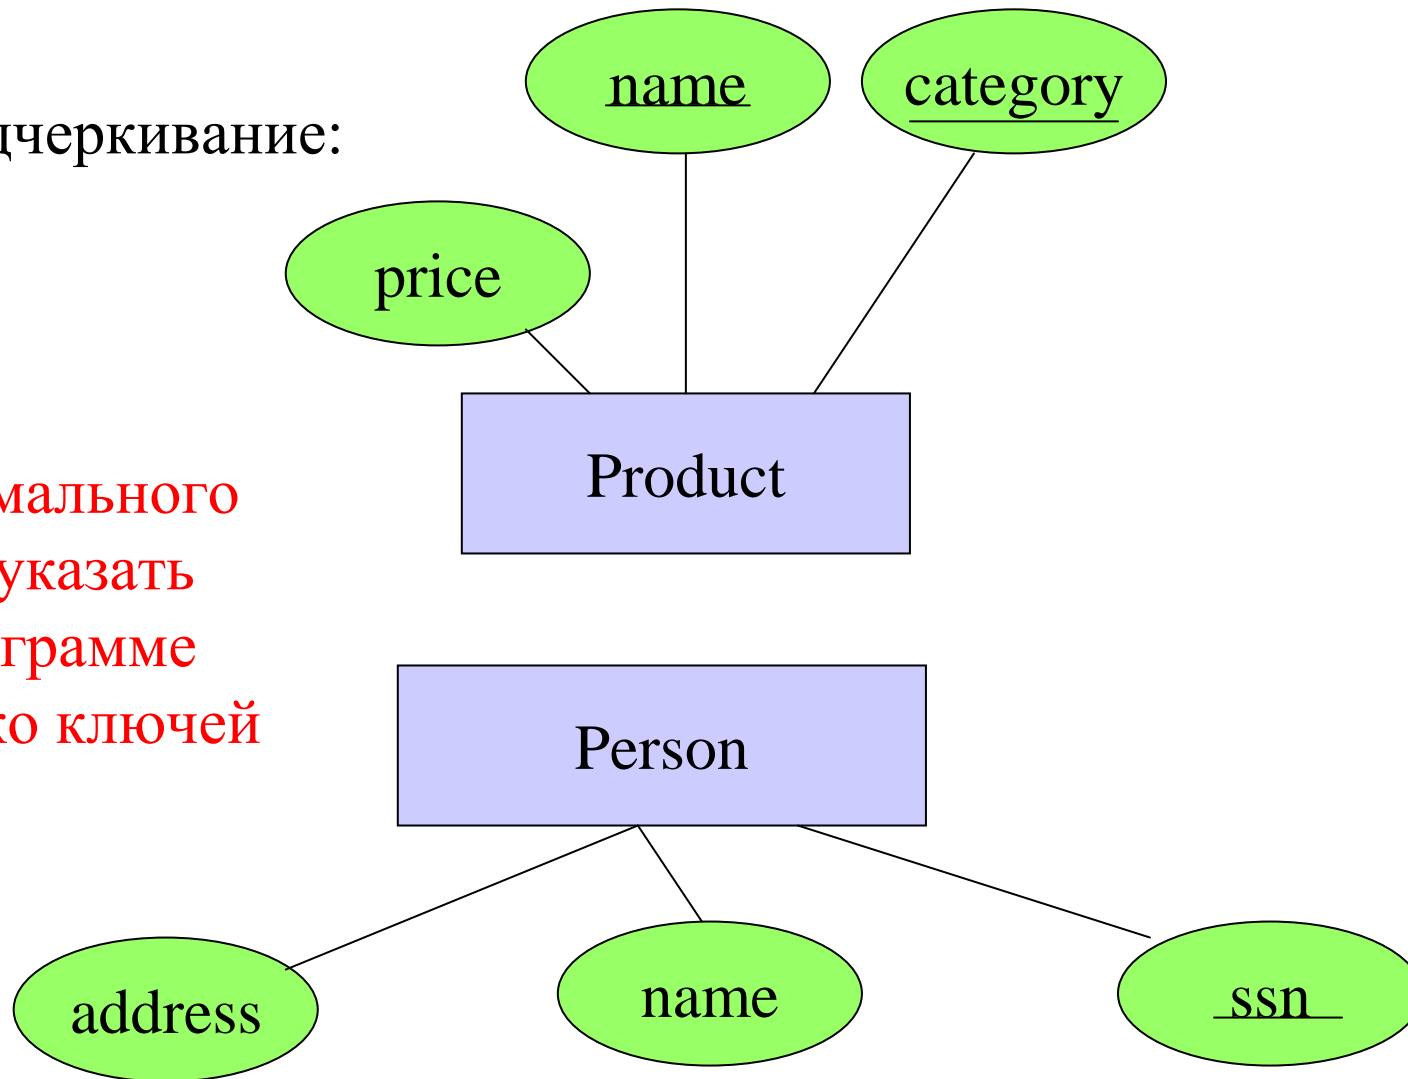 name
category
дчеркивание:
price
Product
мального
указать
грамме
ко ключей
Person
address
name
ssn